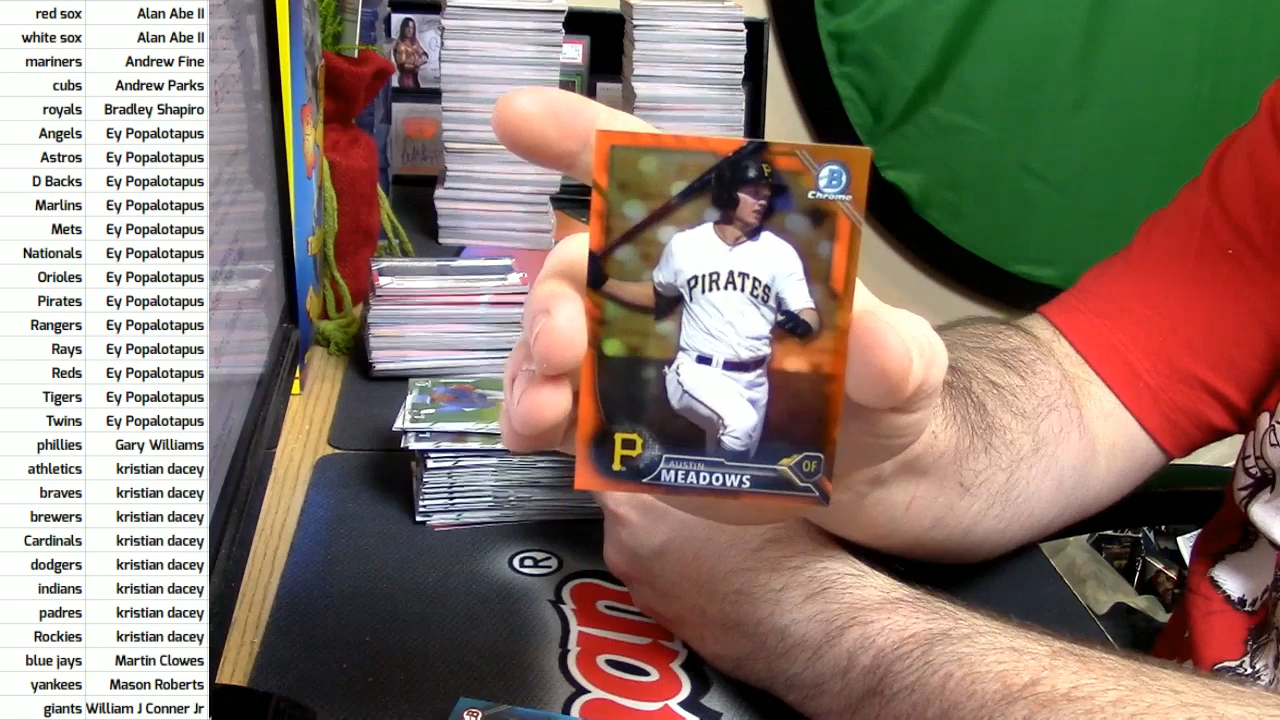 red sox Alan Abe II
white sox Alan Abe II
mariners Andrew Fine
cubs Andrew Parks
royals Bradley Shapiro
Angels Ey Popalotapus
Astros Ey Popalotapus
D Backs Ey Popalotapus
Marlins Ey Popalotapus
Mets Ey Popalotapus
Nationals Ey Popalotapus
Orioles Ey Popalotapus
Pirates Ey Popalotapus
Rangers Ey Popalotapus
Rays Ey Popalotapus
Reds Ey Popalotapus
Tigers Ey Popalotapus
Twins Ey Popalotapus
phillies Gary Williams
athletics kristian dacey
braves kristian dacey
brewers kristian dacey
Cardinals kristian dacey
dodgers kristian dacey
indians kristian dacey
padres kristian dacey
Rockies kristian dacey
blue jays Martin Clowes
yankees Mason Roberts
giants William J Conner Jr
B
Chrome
P
PIRATES
P
AUSTIN
MEADOWS
OF
®